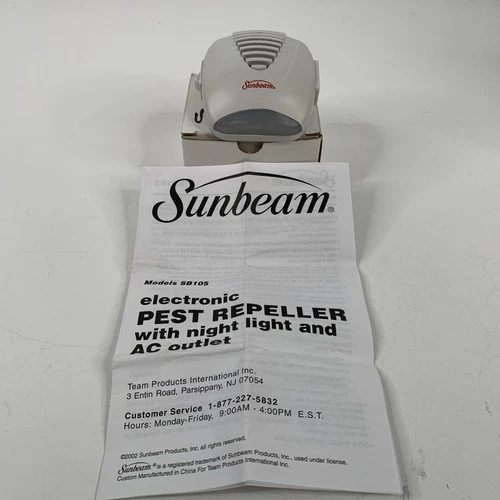 Sunbeam®
Sunbeam®
Models SB105
electronic
PEST REPELLER
with night light and
AC outlet
Team Products International Inc.
3 Entin Road, Parsippany, NJ 07054
Customer Service 1-877-227-5832
Hours: Monday-Friday, 9:00AM - 4:00PM E.S.T.
©2002 Sunbeam Products, Inc. all rights reserved.
Sunbeam® is a registered trademark of Sunbeam Products, Inc., used under license.
Custom Manufactured in China For Team Products International Inc.